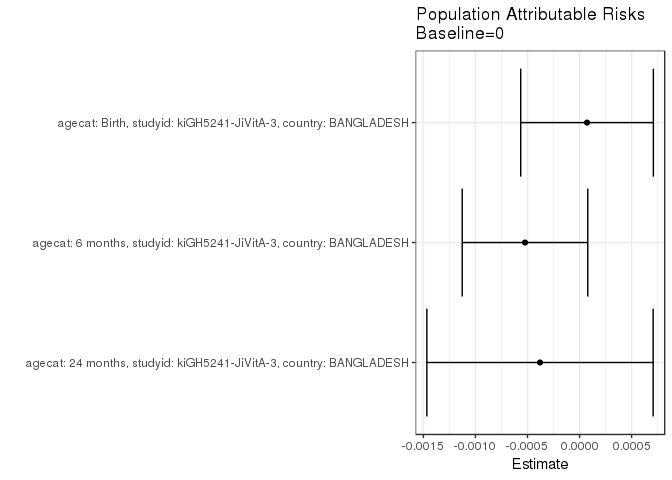 Population Attributable Risks
Baseline=0
agecat: Birth, studyid: kiGH5241-JiVitA-3, country: BANGLADESH
agecat: 6 months, studyid: kiGH5241-JiVitA-3, country: BANGLADESH
agecat: 24 months, studyid: kiGH5241-JiVitA-3, country: BANGLADESH
-0.0015 -0.0010 -0.0005 0.0000 0.0005
Estimate